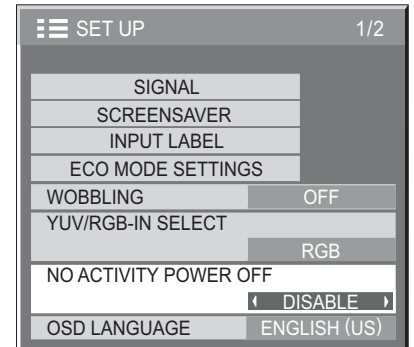 SET UP 1/2
SIGNAL
SCREENSAVER
INPUT LABEL
ECO MODE SETTINGS
WOBBLING OFF
YUV/RGB-IN SELECT
RGB
NO ACTIVITY POWER OFF
DISABLE
OSD LANGUAGE ENGLISH (US)